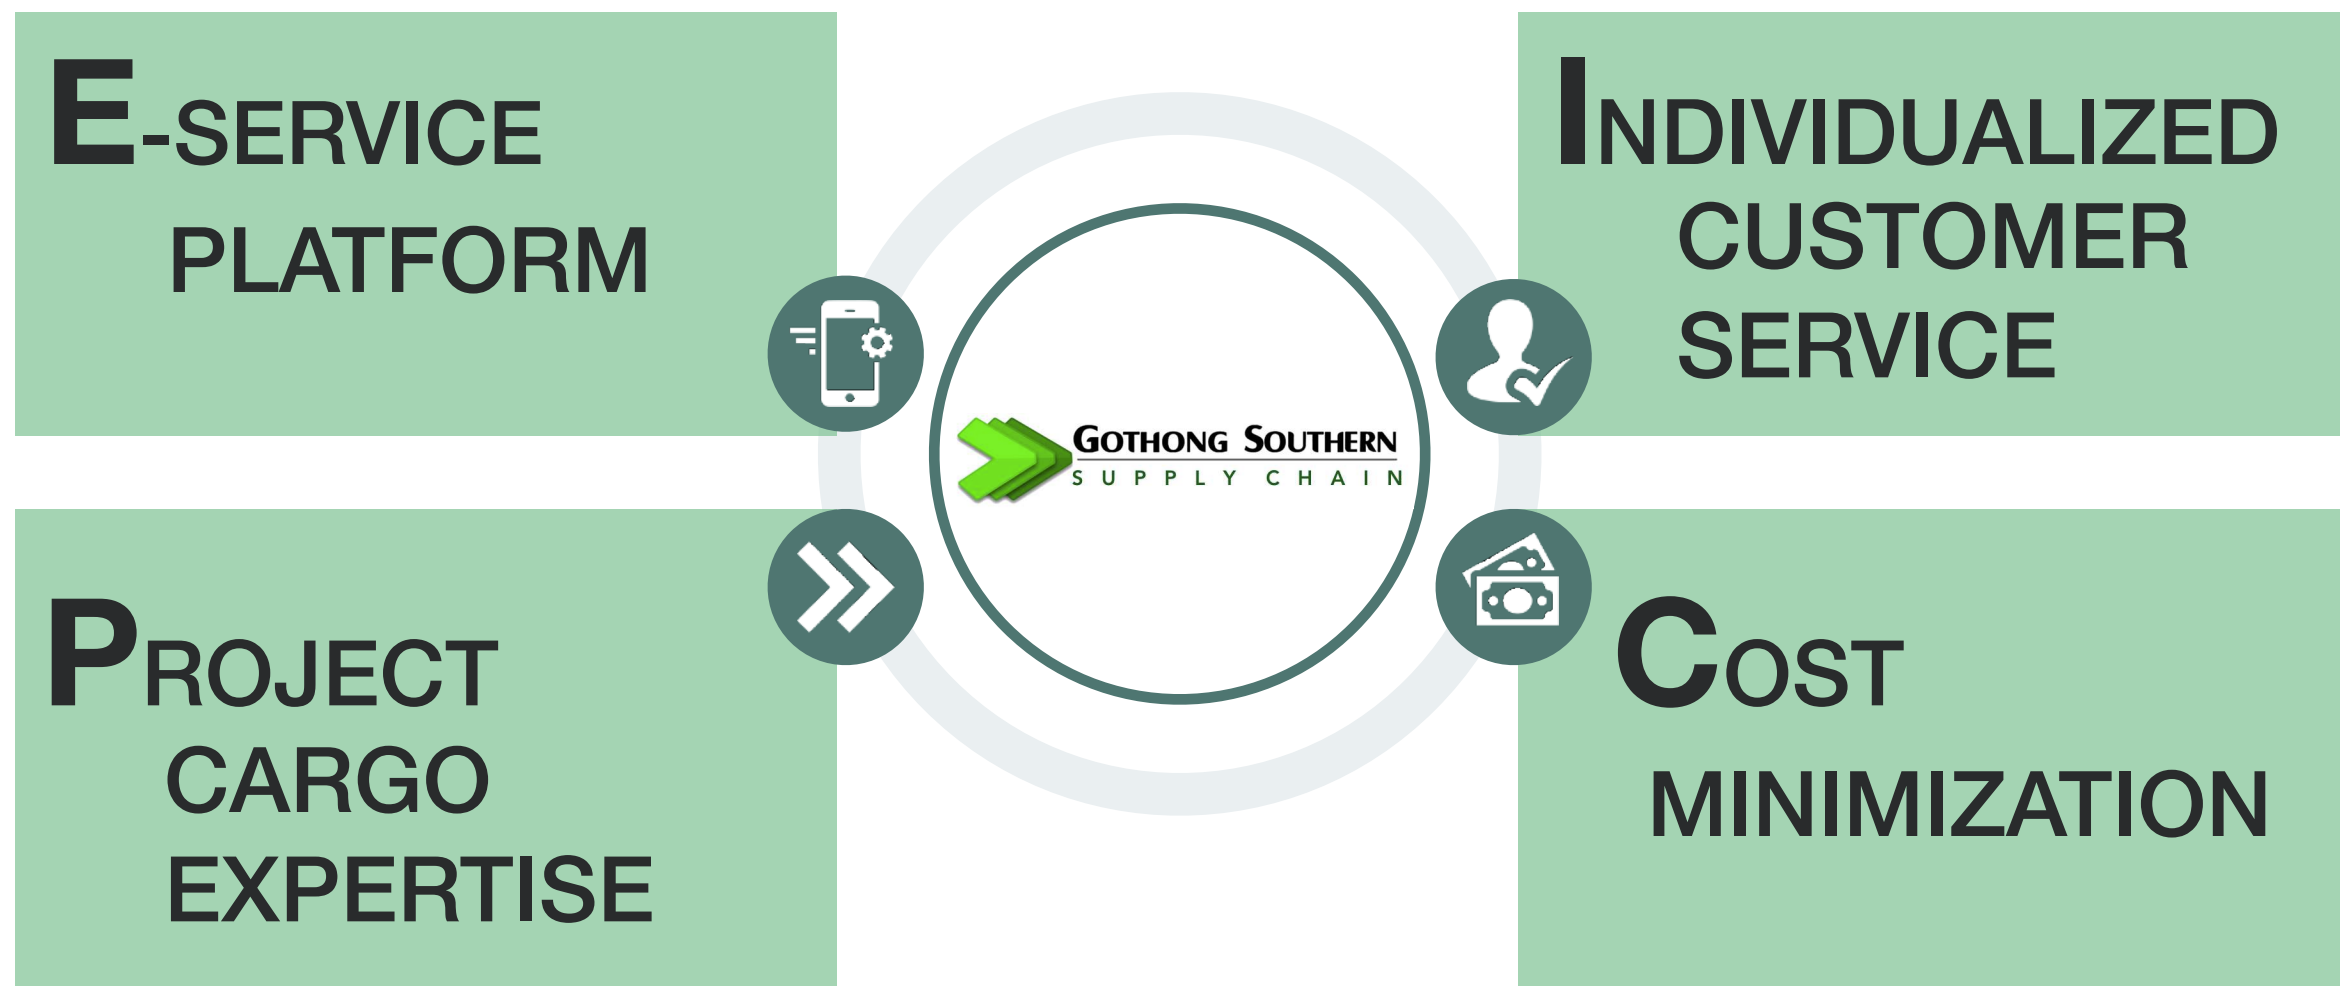 E-SERVICE
PLATFORM
INDIVIDUALIZED
CUSTOMER
SERVICE
GOTHONG SOUTHERN
SUPPLY CHAIN
PROJECT
CARGO
EXPERTISE
COST
MINIMIZATION